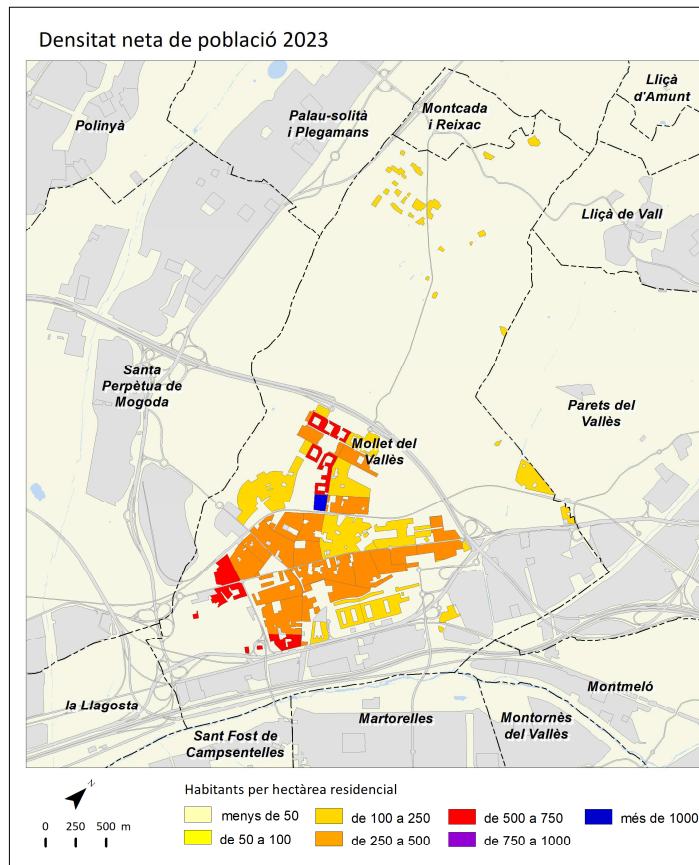 Densitat neta de població 2023
Lliçà
d'Amunt
Palau-solità
i Plegamans
Montcada
i Reixac
Polinyà
Lliçà de Vall
Santa
Perpètua de
Mogoda
Parets del
Vallès
Mollet del
Vallès
la Llagosta
Sant Fost de
Campsentelles
Martorelles
Montornès
del Vallès
Montmeló
N
0 250 500 m
Habitants per hectàrea residencial
menys de 50
de 50 a 100
de 100 a 250
de 250 a 500
de 500 a 750
de 750 a 1000
més de 1000